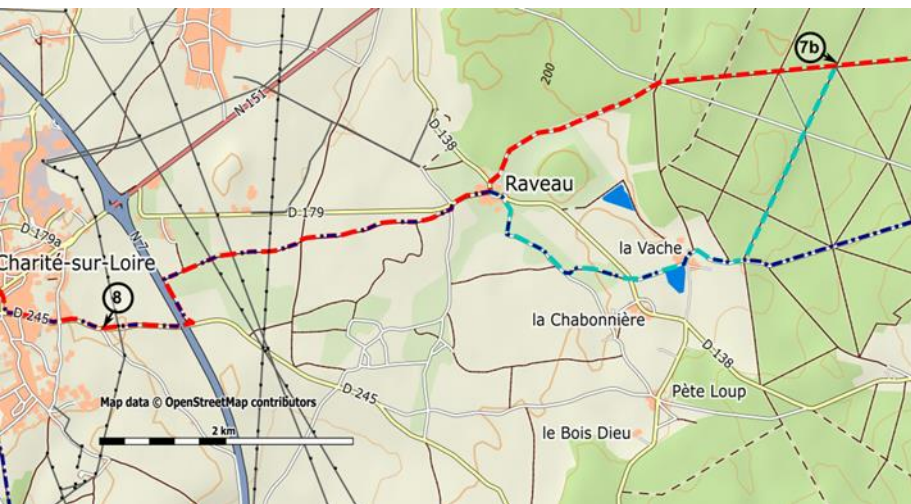 7b
N 151
200
D 138
Raveau
D 179
D 179a
N 7
la Vache
Charité-sur-Loire
8
D 245
la Chabonnière
D 138
D 245
Pète Loup
Map data © OpenStreetMap contributors
2 km
le Bois Dieu